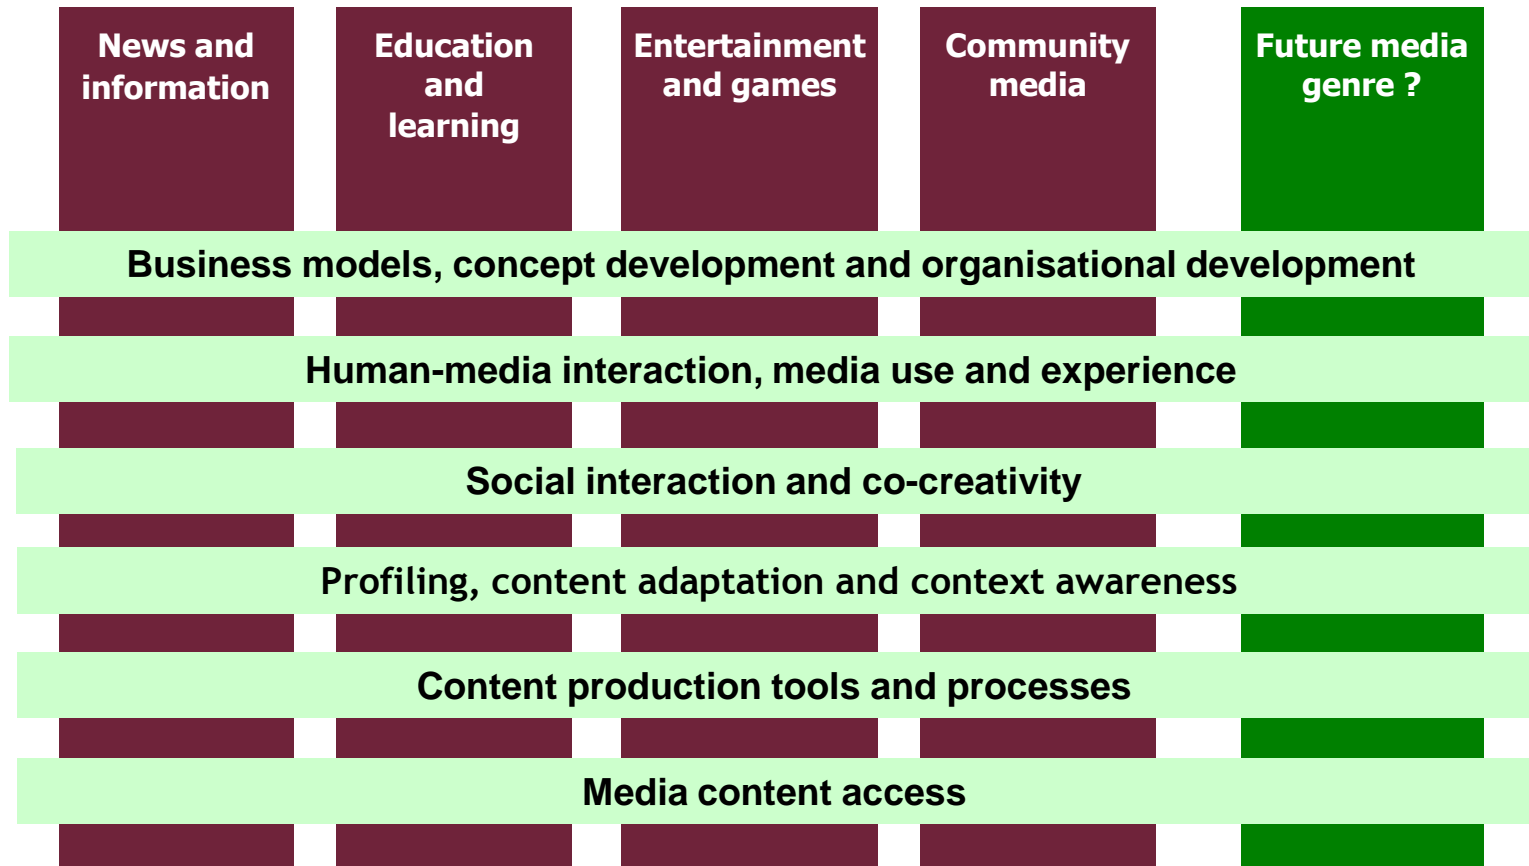 News and
information
Education
and
learning
Entertainment
and games
Community
media
Future media
genre ?
Business models, concept development and organisational development
Human-media interaction, media use and experience
Social interaction and co-creativity
Profiling, content adaptation and context awareness
Content production tools and processes
Media content access